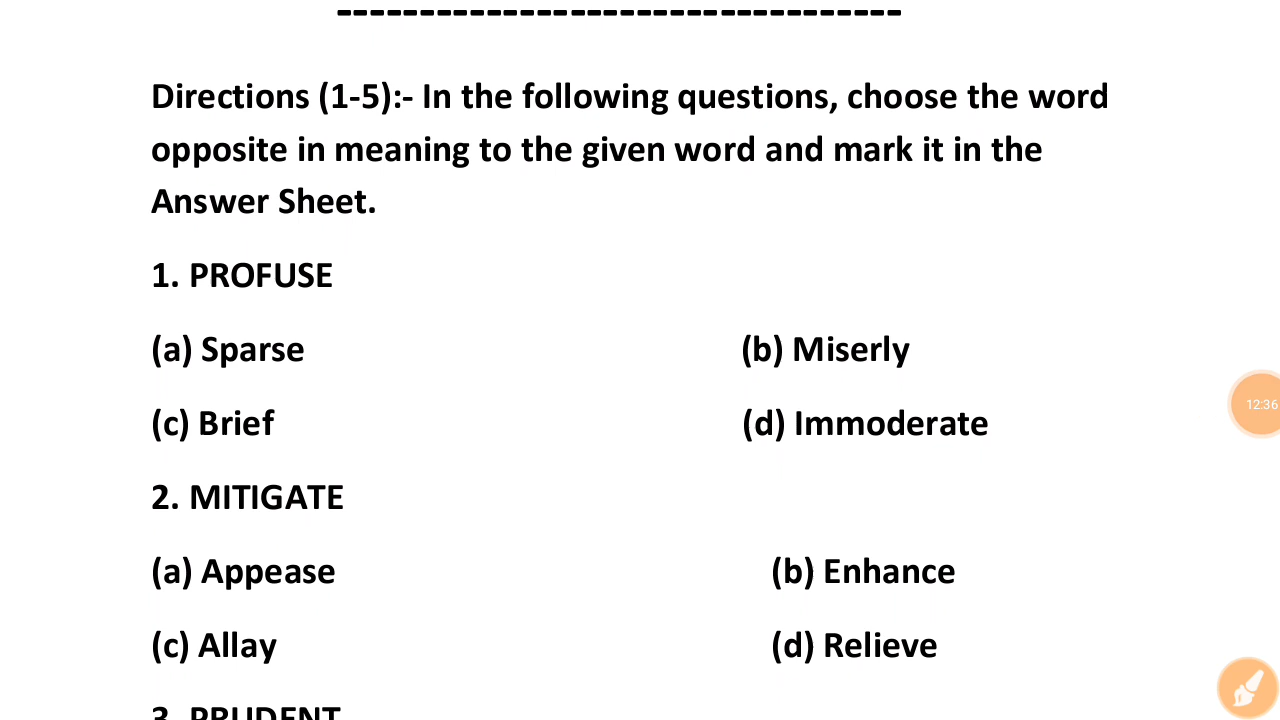 ----------------------------------
Directions (1-5):- In the following questions, choose the word
opposite in meaning to the given word and mark it in the
Answer Sheet.
1. PROFUSE
(a) Sparse (b) Miserly
(c) Brief (d) Immoderate
12:36
2. MITIGATE
(a) Appease (b) Enhance
(c) Allay (d) Relieve
3. PRUDENT